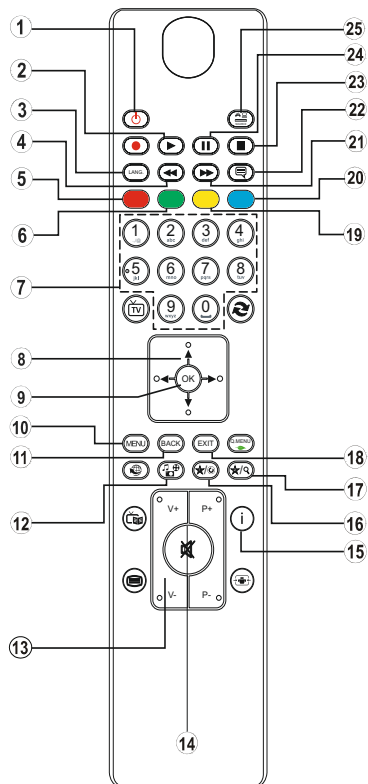 1
25
2
24
3
23
4
22
LANG.
21
5
20
6
19
1 2 3 4
.,@ abc def ghi
7
5 6 7 8
jkl mno pqrs tuv
TV 9 0
wxyz
8
OK
9
10
MENU BACK EXIT Q.MENU
11
18
17
12
16
V+ P+
i
15
V- P-
13
14